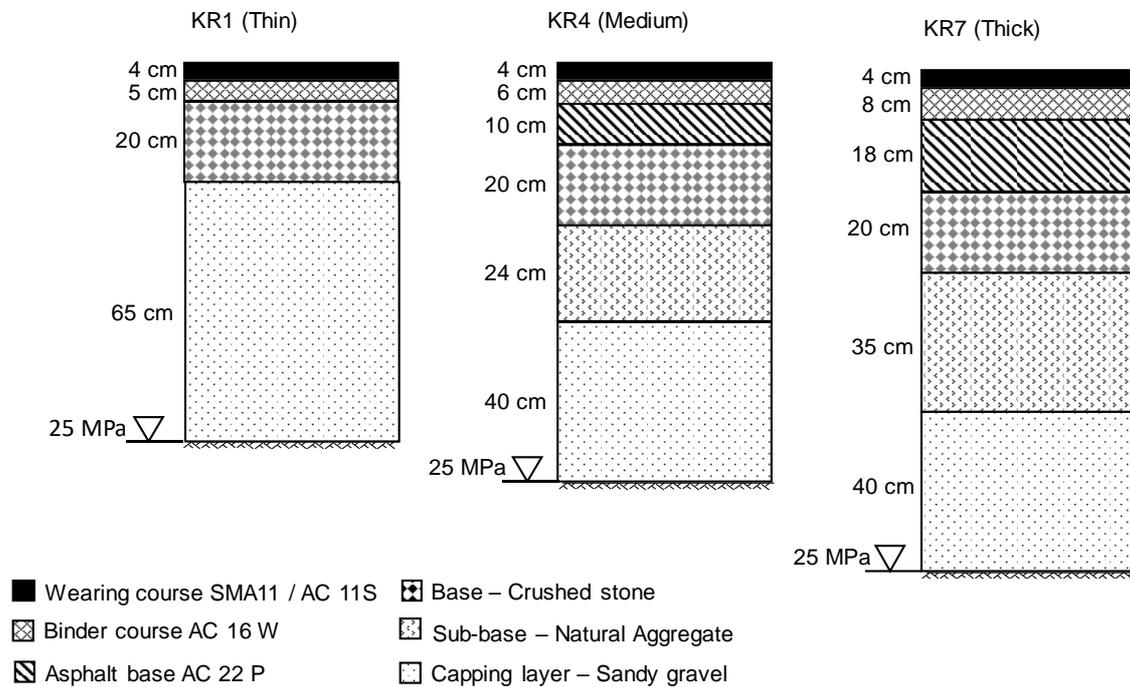 KR1 (Thin)
4 cm
5 cm
20 cm
65 cm
25 MPa
KR4 (Medium)
4 cm
6 cm
10 cm
20 cm
24 cm
40 cm
25 MPa
KR7 (Thick)
4 cm
8 cm
18 cm
20 cm
35 cm
40 cm
25 MPa
Wearing course SMA11 / AC 11S
Binder course AC 16 W
Asphalt base AC 22 P
Base – Crushed stone
Sub-base – Natural Aggregate
Capping layer – Sandy gravel